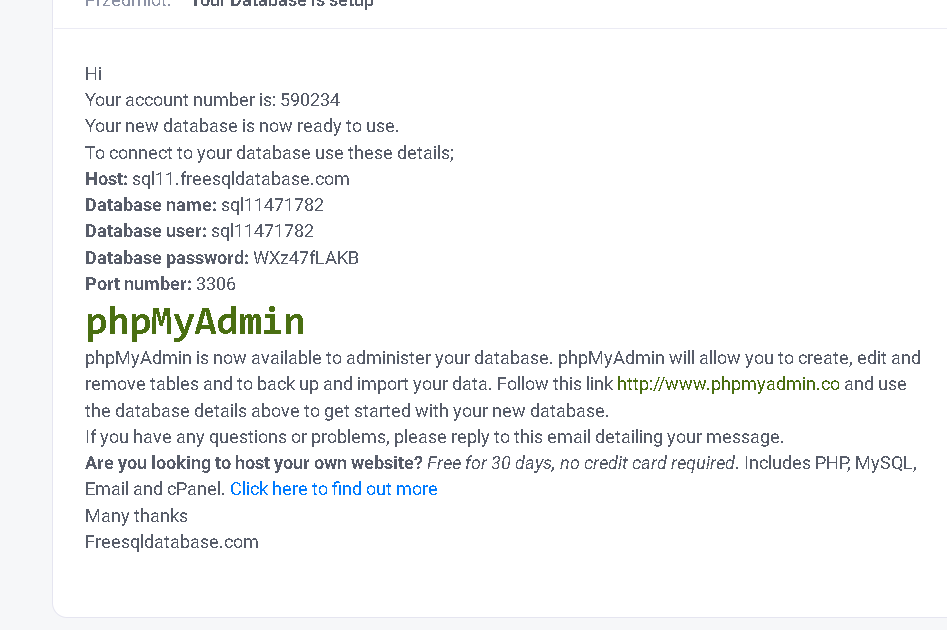 Przedmiot: Your Database is setup
Hi
Your account number is: 590234
Your new database is now ready to use.
To connect to your database use these details;
Host: sql11.freesqldatabase.com
Database name: sql11471782
Database user: sql11471782
Database password: WXz47fLAKB
Port number: 3306
phpMyAdmin
phpMyAdmin is now available to administer your database. phpMyAdmin will allow you to create, edit and
remove tables and to back up and import your data. Follow this link http://www.phpmyadmin.co and use
the database details above to get started with your new database.
If you have any questions or problems, please reply to this email detailing your message.
Are you looking to host your own website? Free for 30 days, no credit card required. Includes PHP, MySQL,
Email and cPanel. Click here to find out more
Many thanks
Freesqldatabase.com